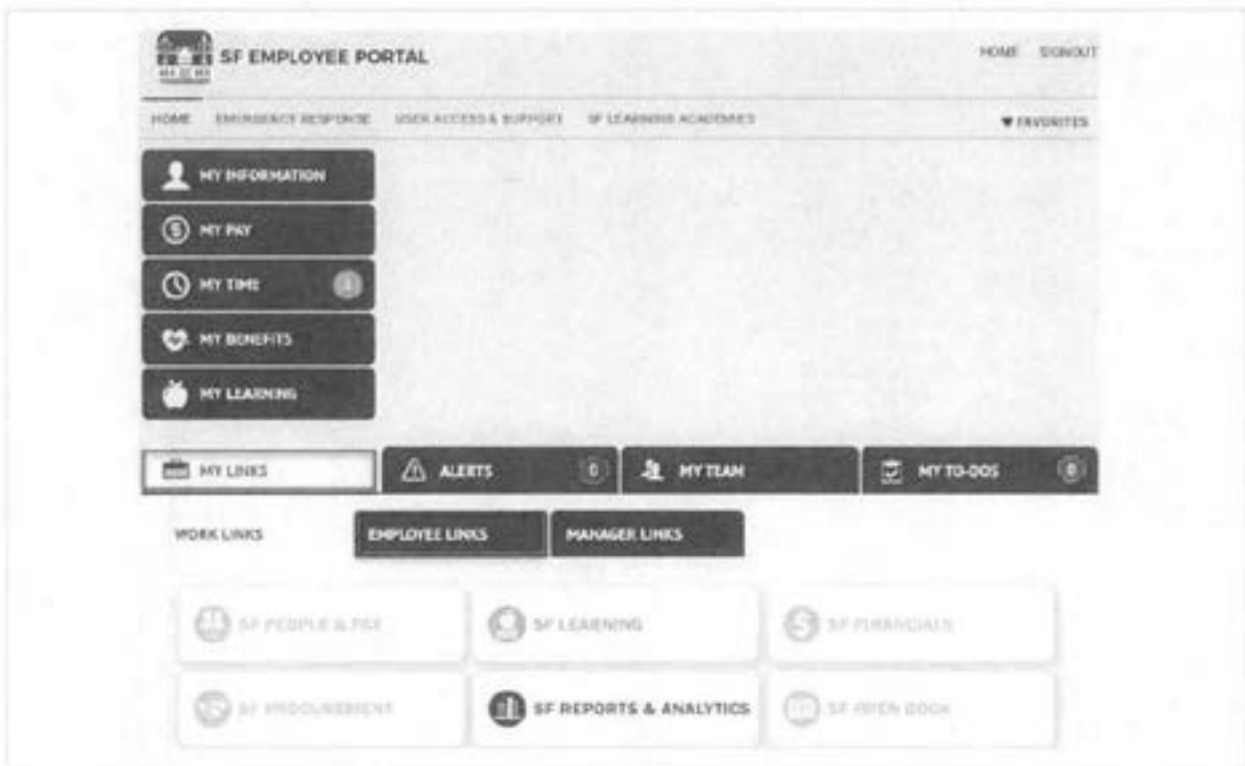 SF EMPLOYEE PORTAL
HOME SIGNOUT
HOME EMERGENCY RESPONSE USER ACCESS & SUPPORT SF LEARNING ACADEMIES
FAVORITES
MY INFORMATION
MY PAY
MY TIME
MY BENEFITS
MY LEARNING
MY LINKS
ALERTS 0
MY TEAM
MY TO-DOS 0
WORK LINKS
EMPLOYEE LINKS
MANAGER LINKS
SF PEOPLE & PAY
SF LEARNING
SF FINANCIALS
SF PROCUREMENT
SF REPORTS & ANALYTICS
SF OPEN BOOK